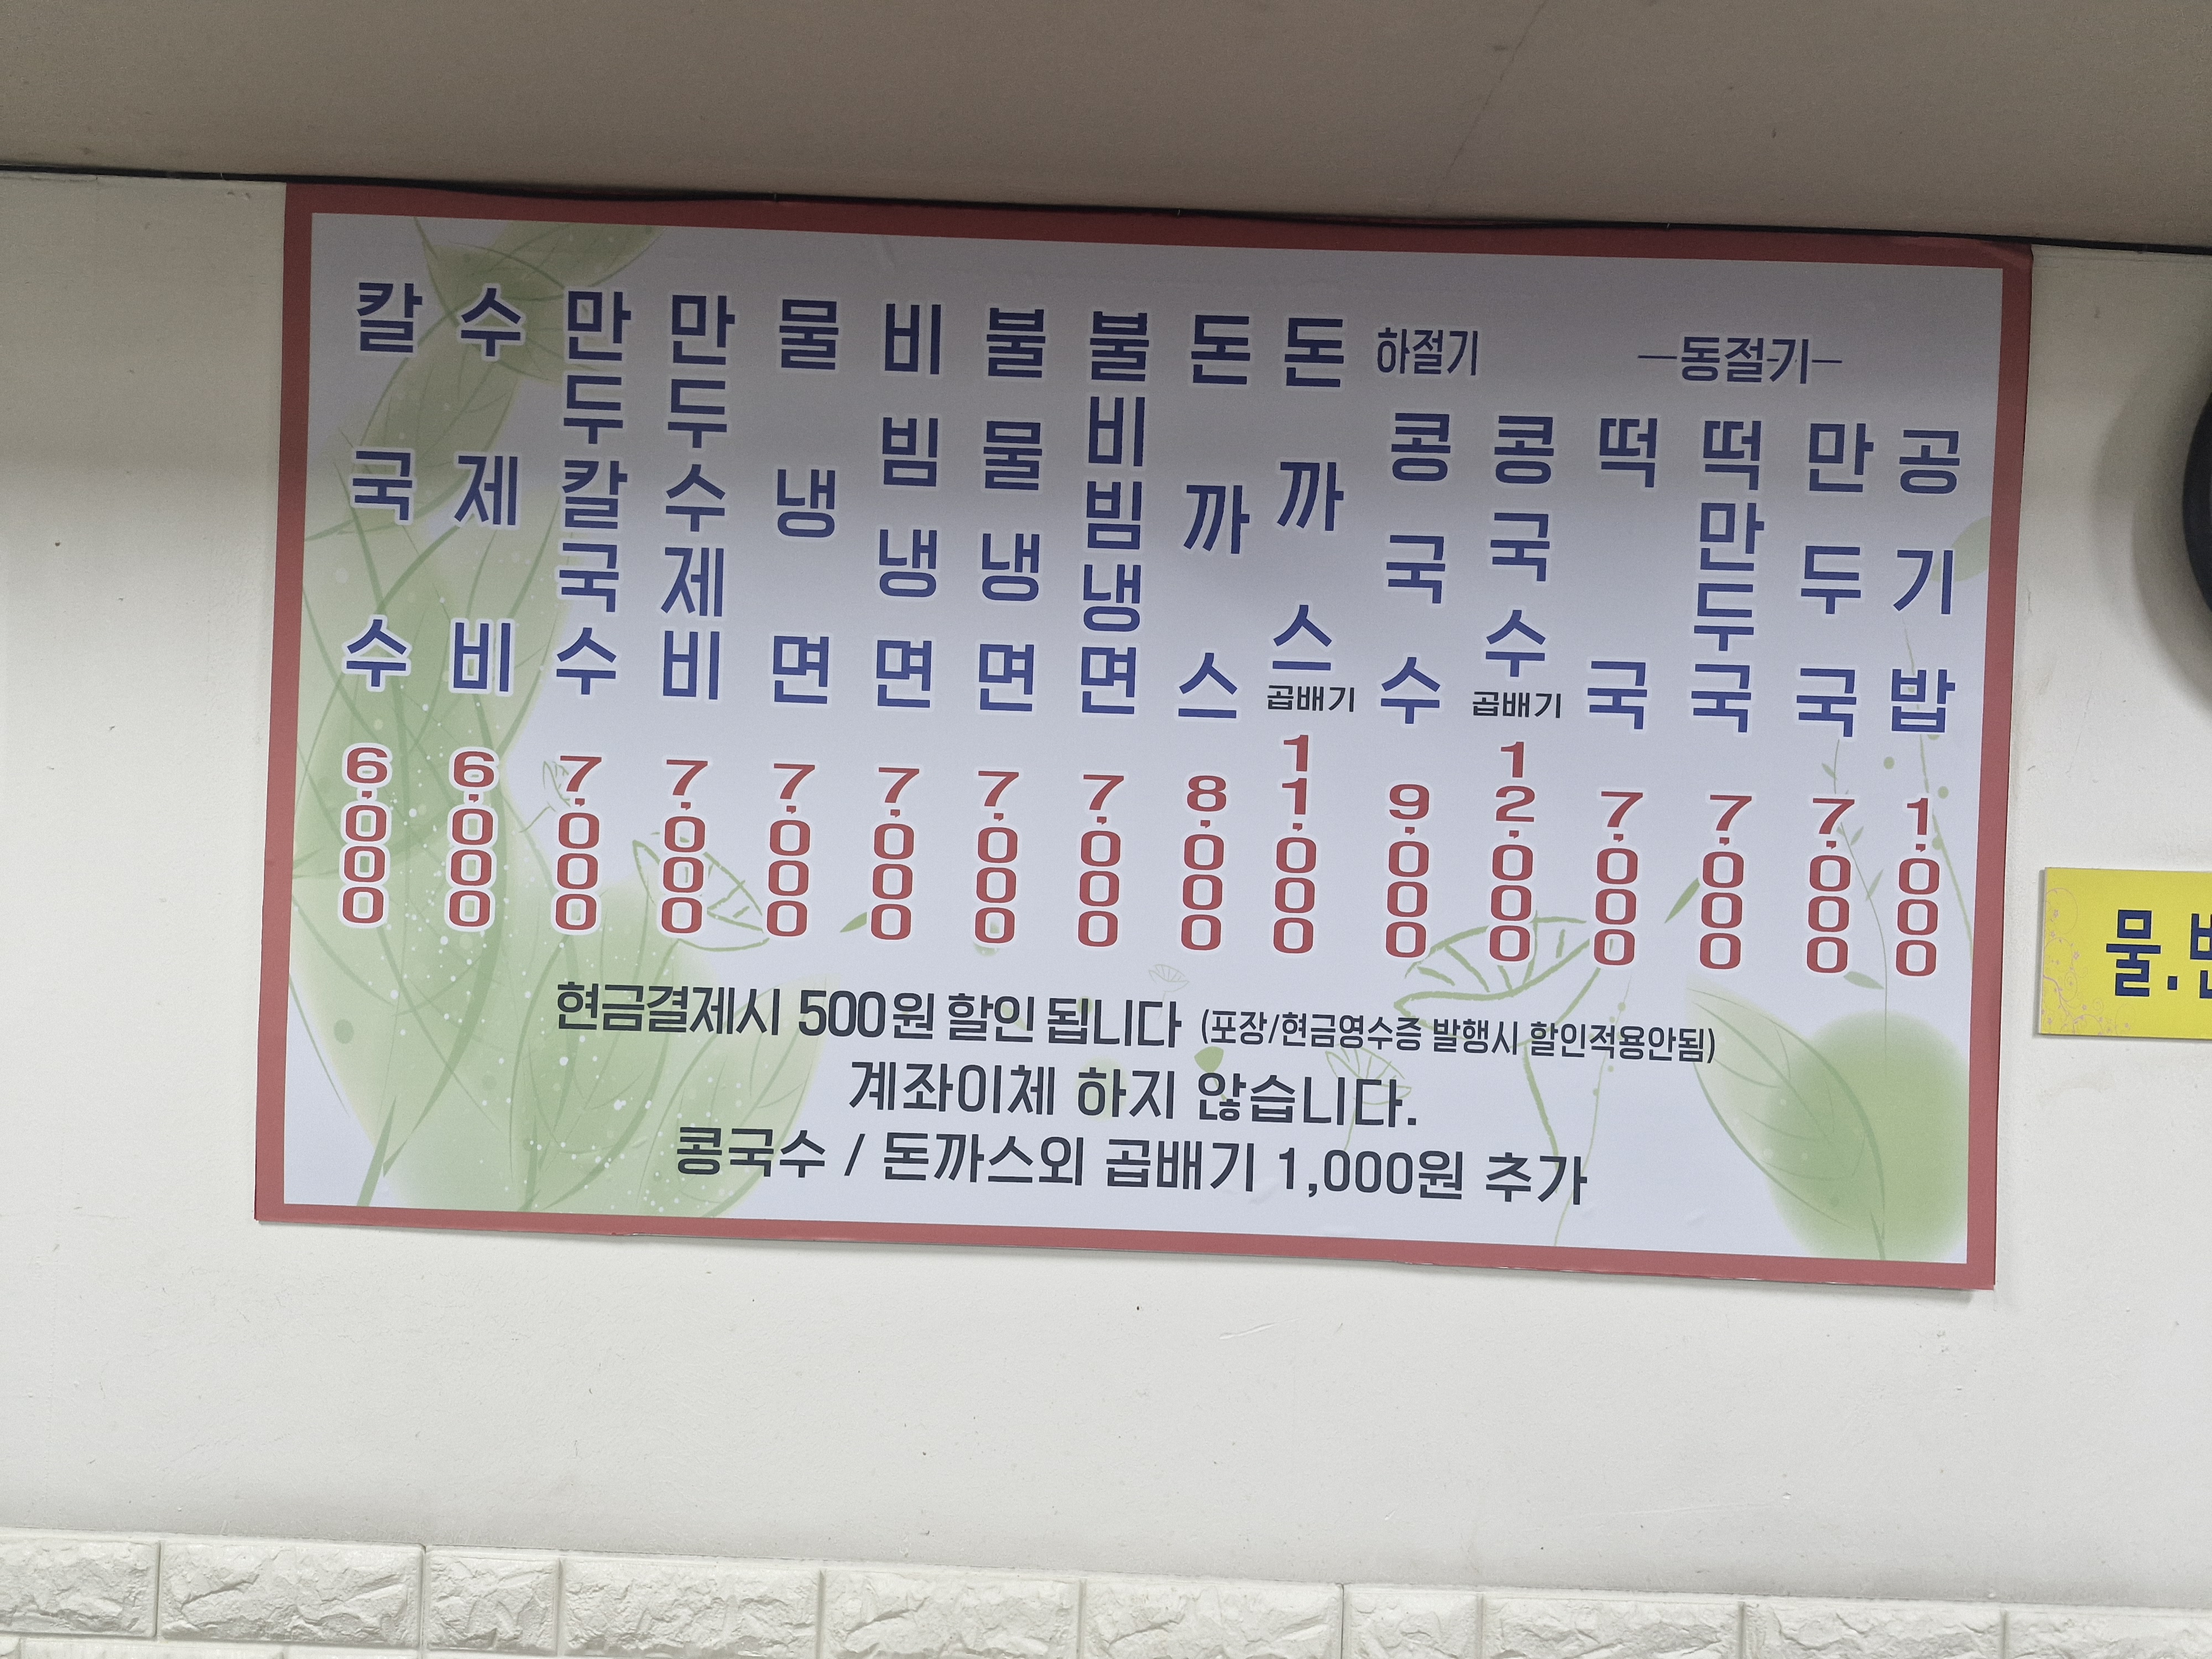 칼국수 6.000
수제비 6.000
만두칼국수 7.000
만두수제비 7.000
물냉면 7.000
비빔냉면 7.000
불물냉면 7.000
불비빔냉면 7.000
돈까스 8.000
돈까스 곱배기 11.000
하절기
콩국수 9.000
콩국수 곱배기 12.000
-동절기-
떡국 7.000
떡만두국 7.000
만두국 7.000
공기밥 1.000
현금결제시 500원 할인 됩니다 (포장/현금영수증 발행시 할인적용안됨)
계좌이체 하지 않습니다.
콩국수 / 돈까스외 곱배기 1,000원 추가
물.